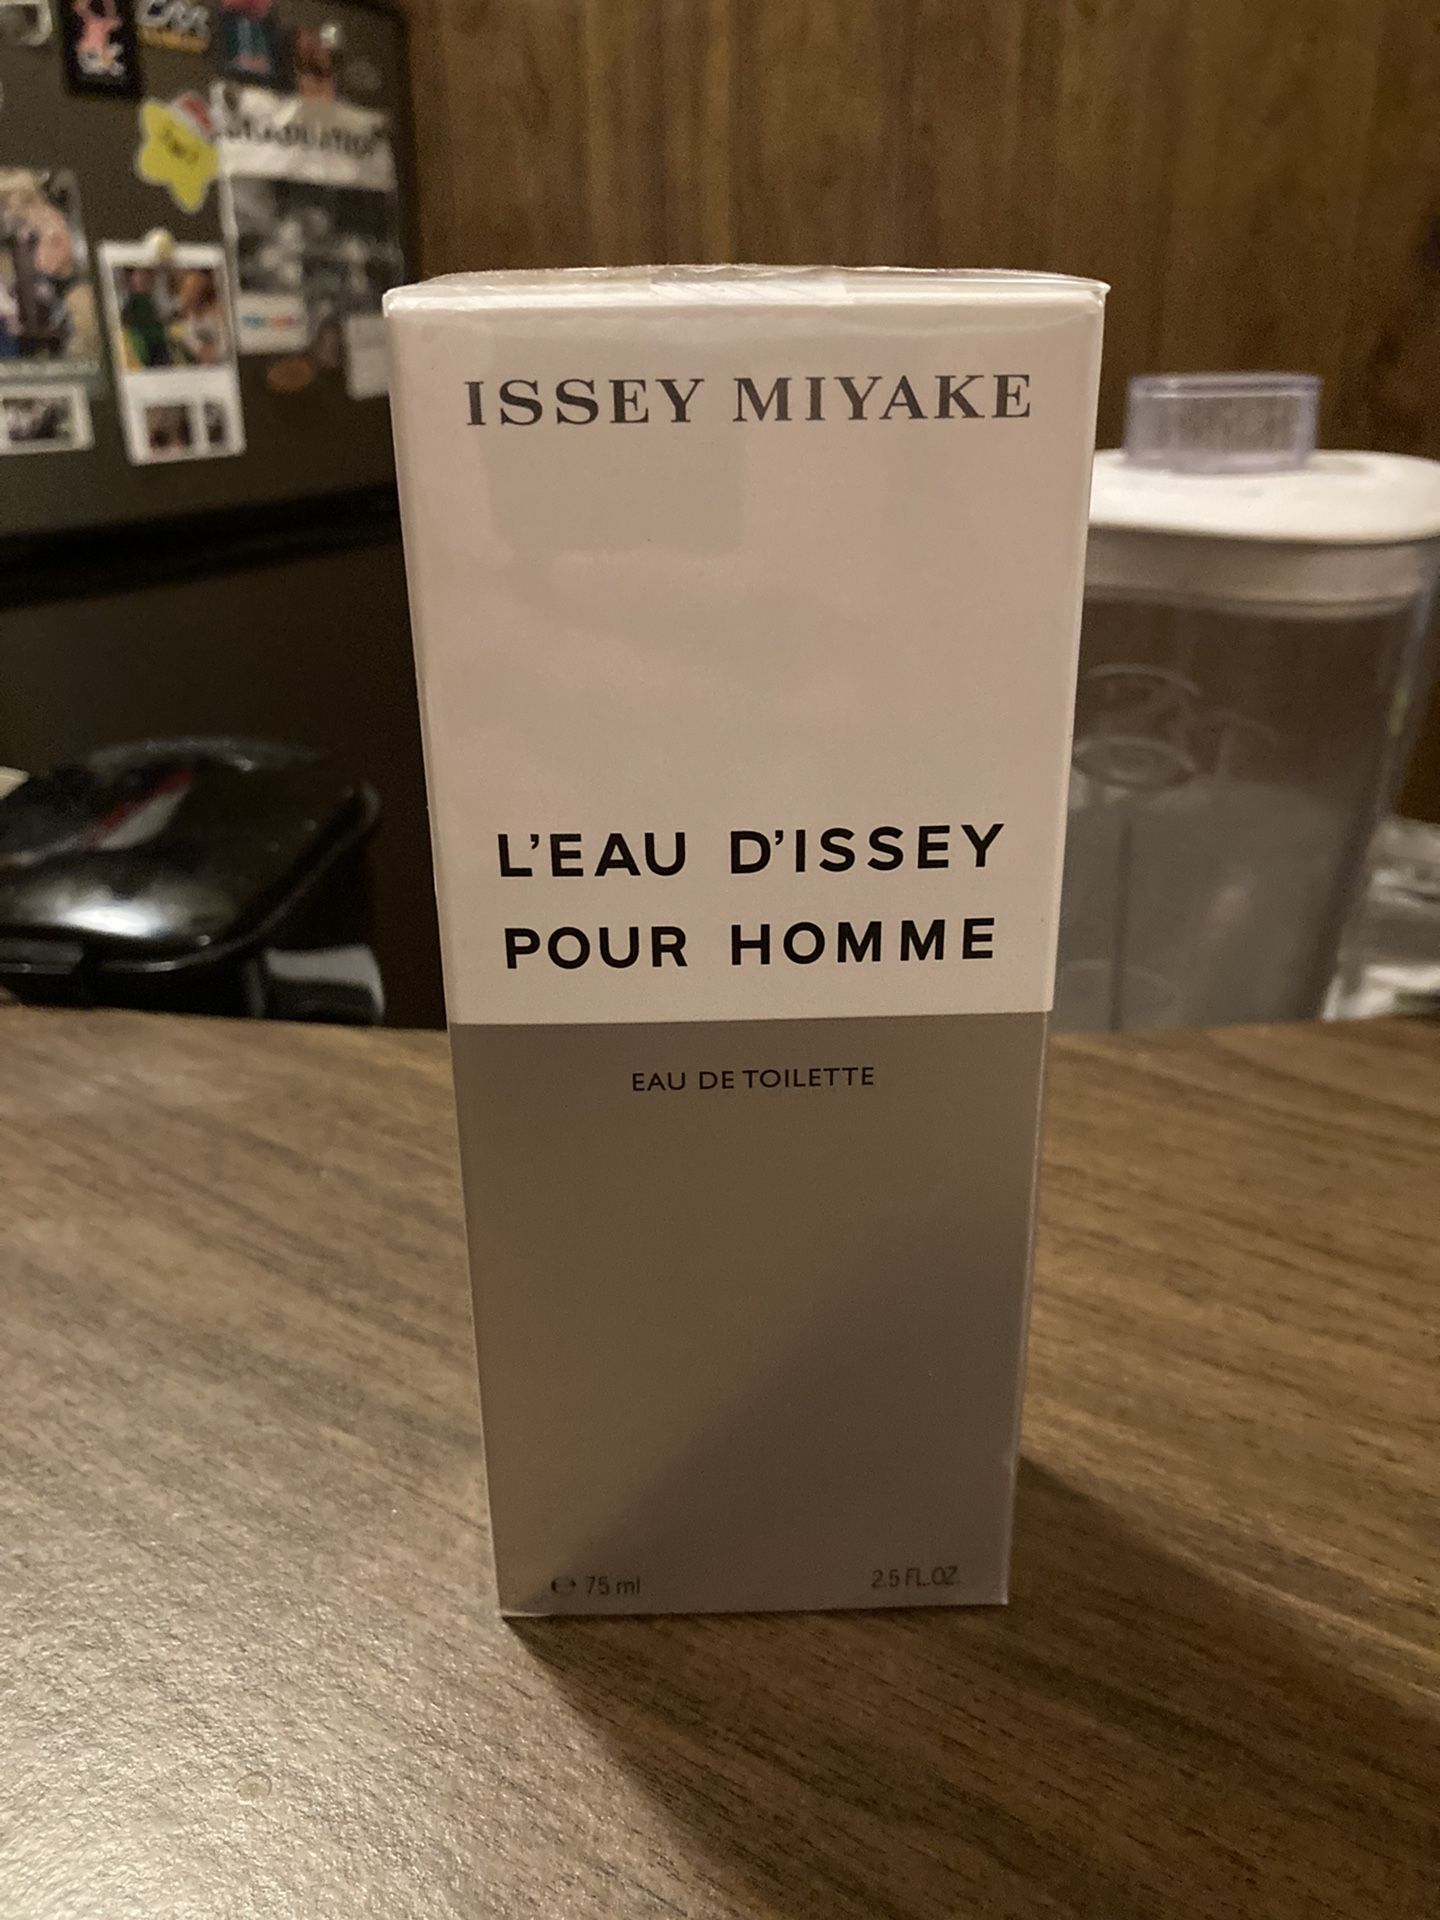 ISSEY MIYAKE
L'EAU D'ISSEY
POUR HOMME
EAU DE TOILETTE
℮ 75 ml
2.5 FL.OZ.